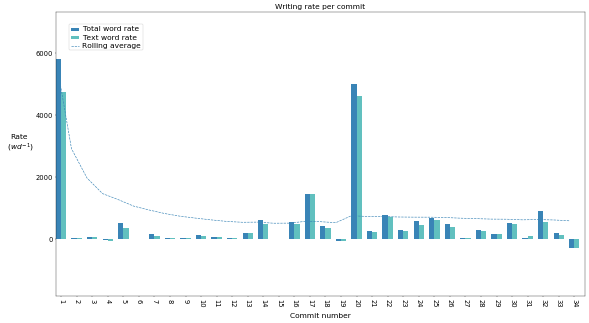 Writing rate per commit
Total word rate
Text word rate
Rolling average
6000
4000
2000
0
Rate
(wd⁻¹)
1 2 3 4 5 6 7 8 9 10 11 12 13 14 15 16 17 18 19 20 21 22 23 24 25 26 27 28 29 30 31 32 33 34
Commit number